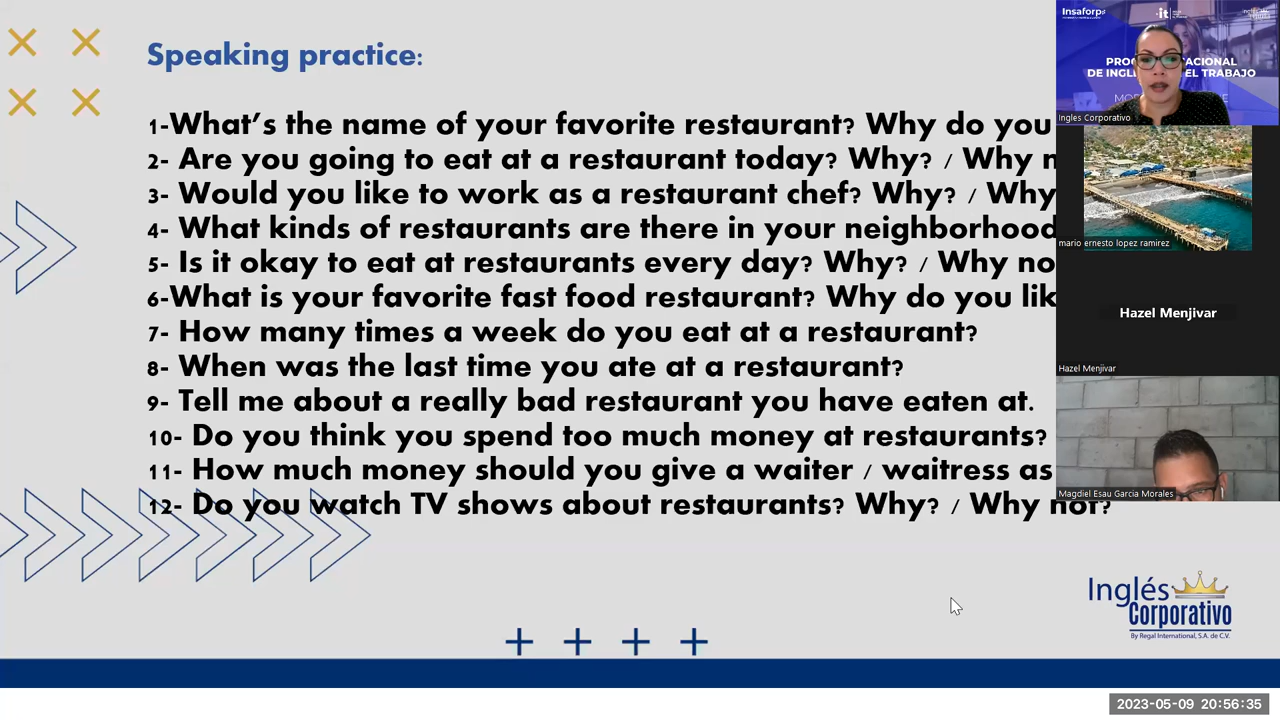 Speaking practice:
1-What's the name of your favorite restaurant? Why do you
2- Are you going to eat at a restaurant today? Why? / Why n
3- Would you like to work as a restaurant chef? Why? / Why
4- What kinds of restaurants are there in your neighborhood
5- Is it okay to eat at restaurants every day? Why? / Why no
6-What is your favorite fast food restaurant? Why do you lik
7- How many times a week do you eat at a restaurant?
8- When was the last time you ate at a restaurant?
9- Tell me about a really bad restaurant you have eaten at.
10- Do you think you spend too much money at restaurants?
11- How much money should you give a waiter / waitress as
12- Do you watch TV shows about restaurants? Why? / Why not?
Inglés
Corporativo
By Regal International, S.A. de C.V.
Insaforp
it
Ingles Corporativo
mario ernesto lopez ramirez
Hazel Menjivar
Hazel Menjivar
Magdiel Esau Garcia Morales
2023-05-09 20:56:35